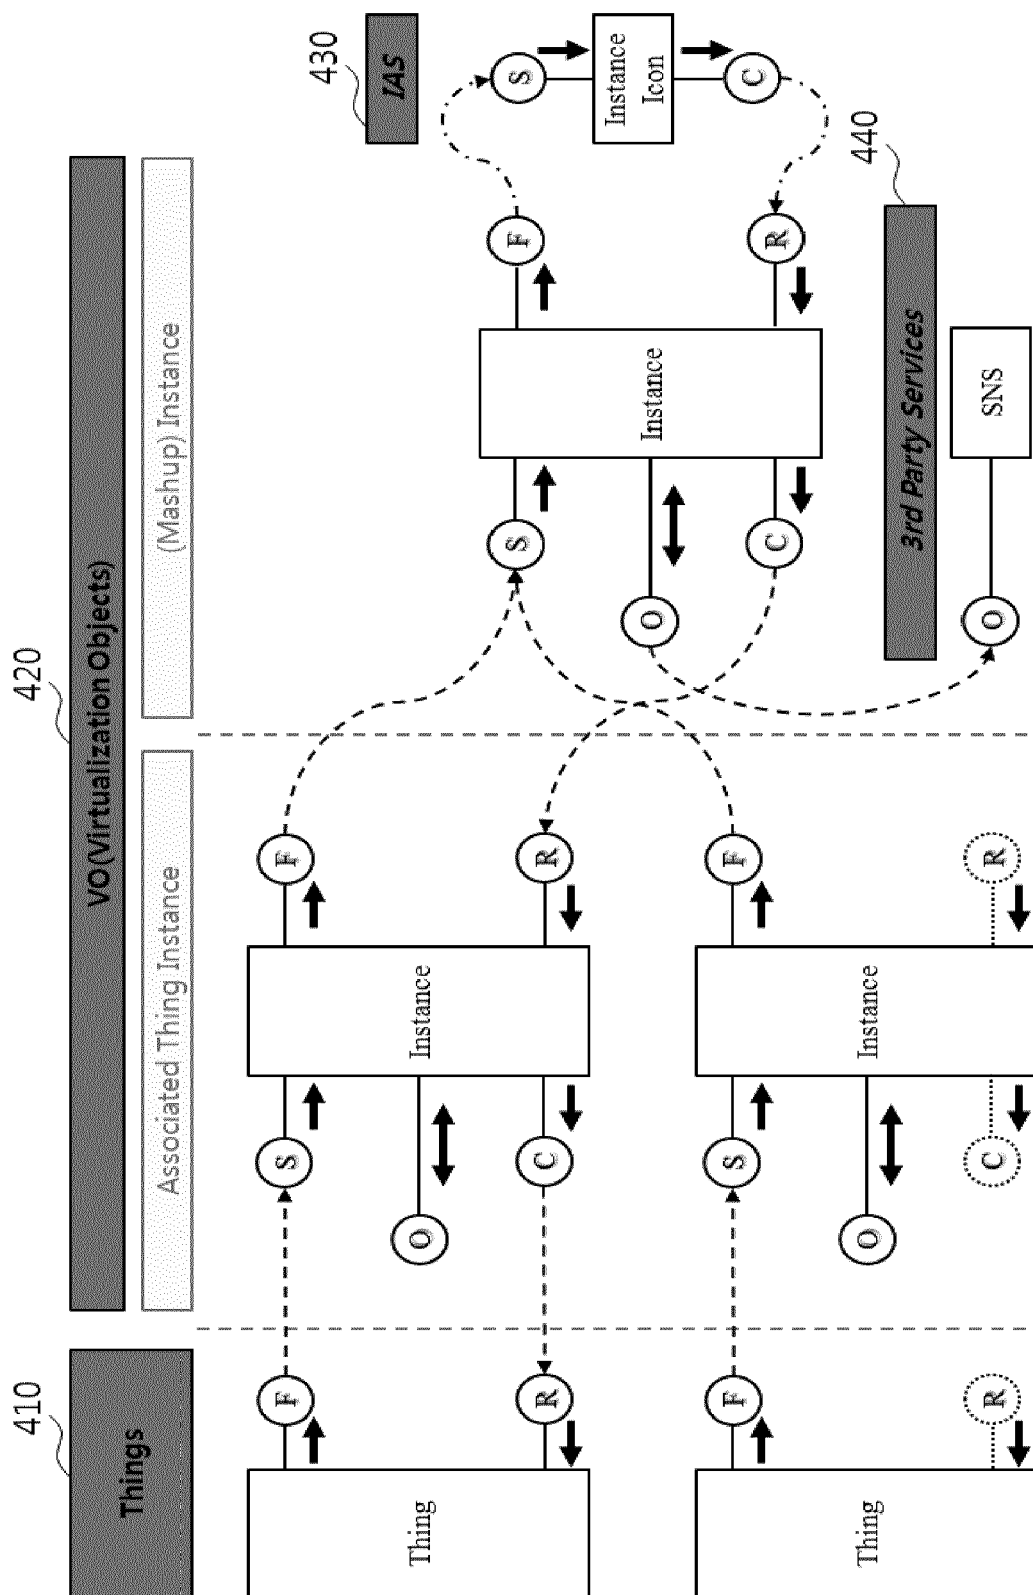 410
Things
420
VO(Virtualization Objects)
Associated Thing Instance
(Mashup) Instance
430
IAS
Thing
F
R
S
O
C
Instance
F
R
S
O
C
Instance
F
R
S
Instance
Icon
C
Thing
F
R
S
O
C
Instance
F
R
440
3rd Party Services
O
SNS